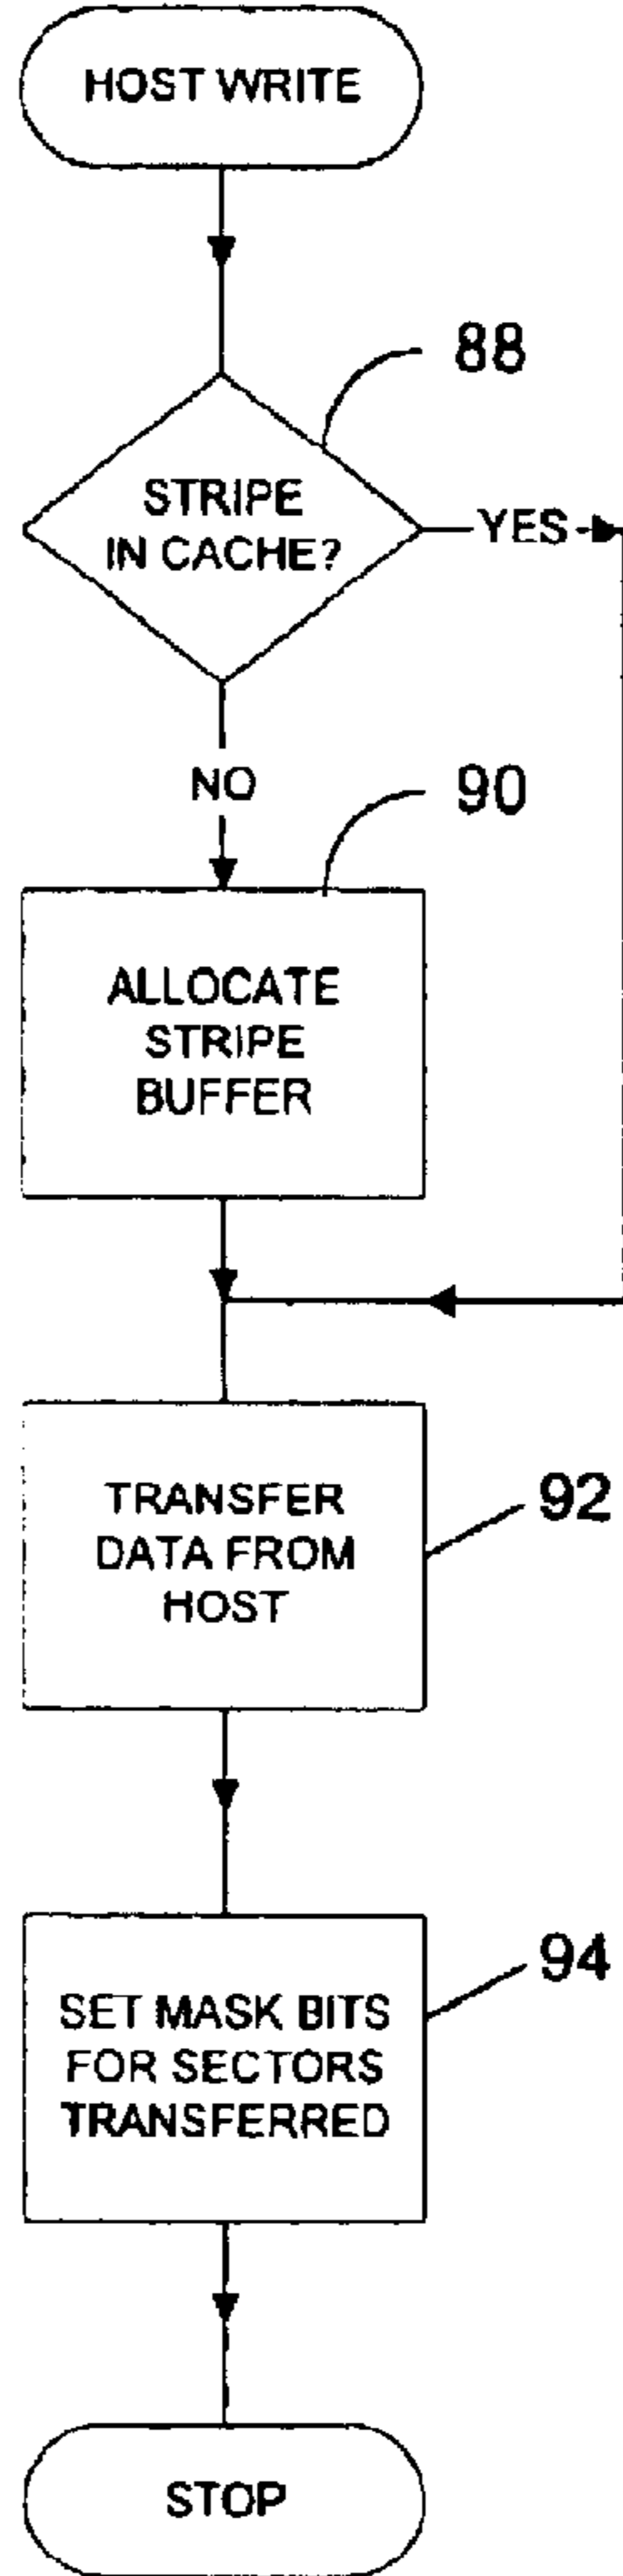 HOST WRITE
88
STRIPE
IN CACHE?
YES
NO
90
ALLOCATE
STRIPE
BUFFER
TRANSFER
DATA FROM
HOST
92
SET MASK BITS
FOR SECTORS
TRANSFERRED
94
STOP